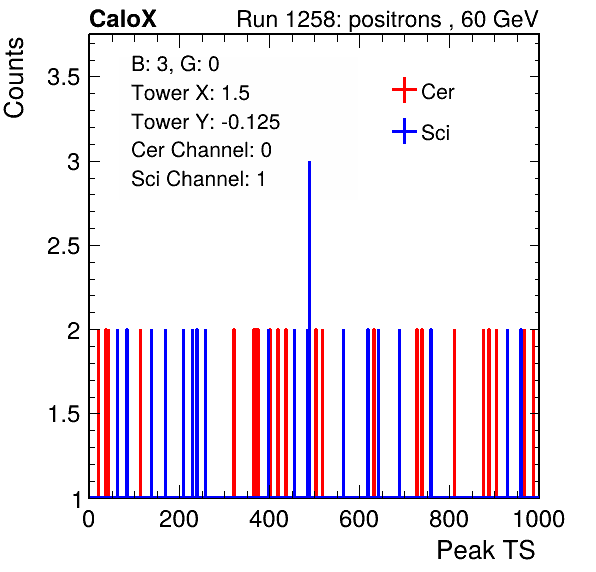 CaloX Run 1258: positrons , 60 GeV
Counts
B: 3, G: 0
Tower X: 1.5
Tower Y: -0.125
Cer Channel: 0
Sci Channel: 1
Cer
Sci
3.5
3
2.5
2
1.5
1
0 200 400 600 800 1000
Peak TS